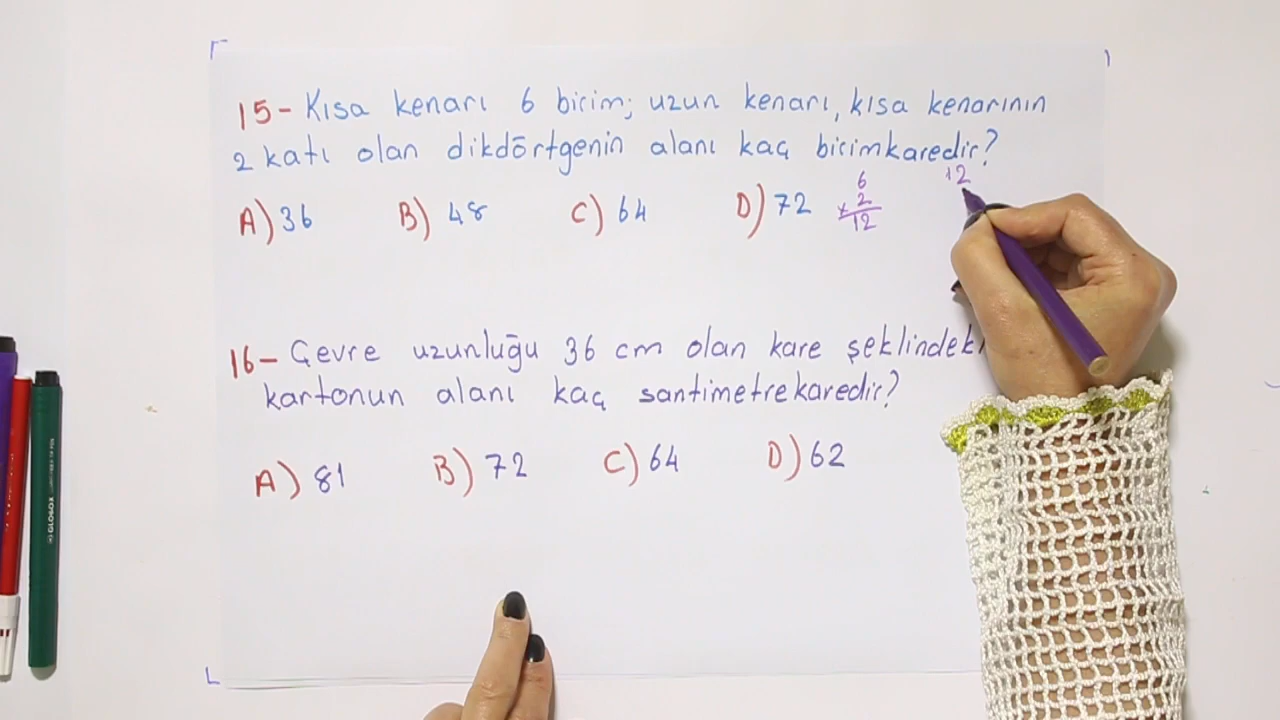 15- Kısa kenarı 6 birim; uzun kenarı, kısa kenarının
2 katı olan dikdörtgenin alanı kaç birimkaredir?
A) 36 B) 48 C) 64 D) 72
6
x 2
12
12
16- Çevre uzunluğu 36 cm olan kare şeklindeki
kartonun alanı kaç santimetrekaredir?
A) 81 B) 72 C) 64 D) 62
GLOBOX